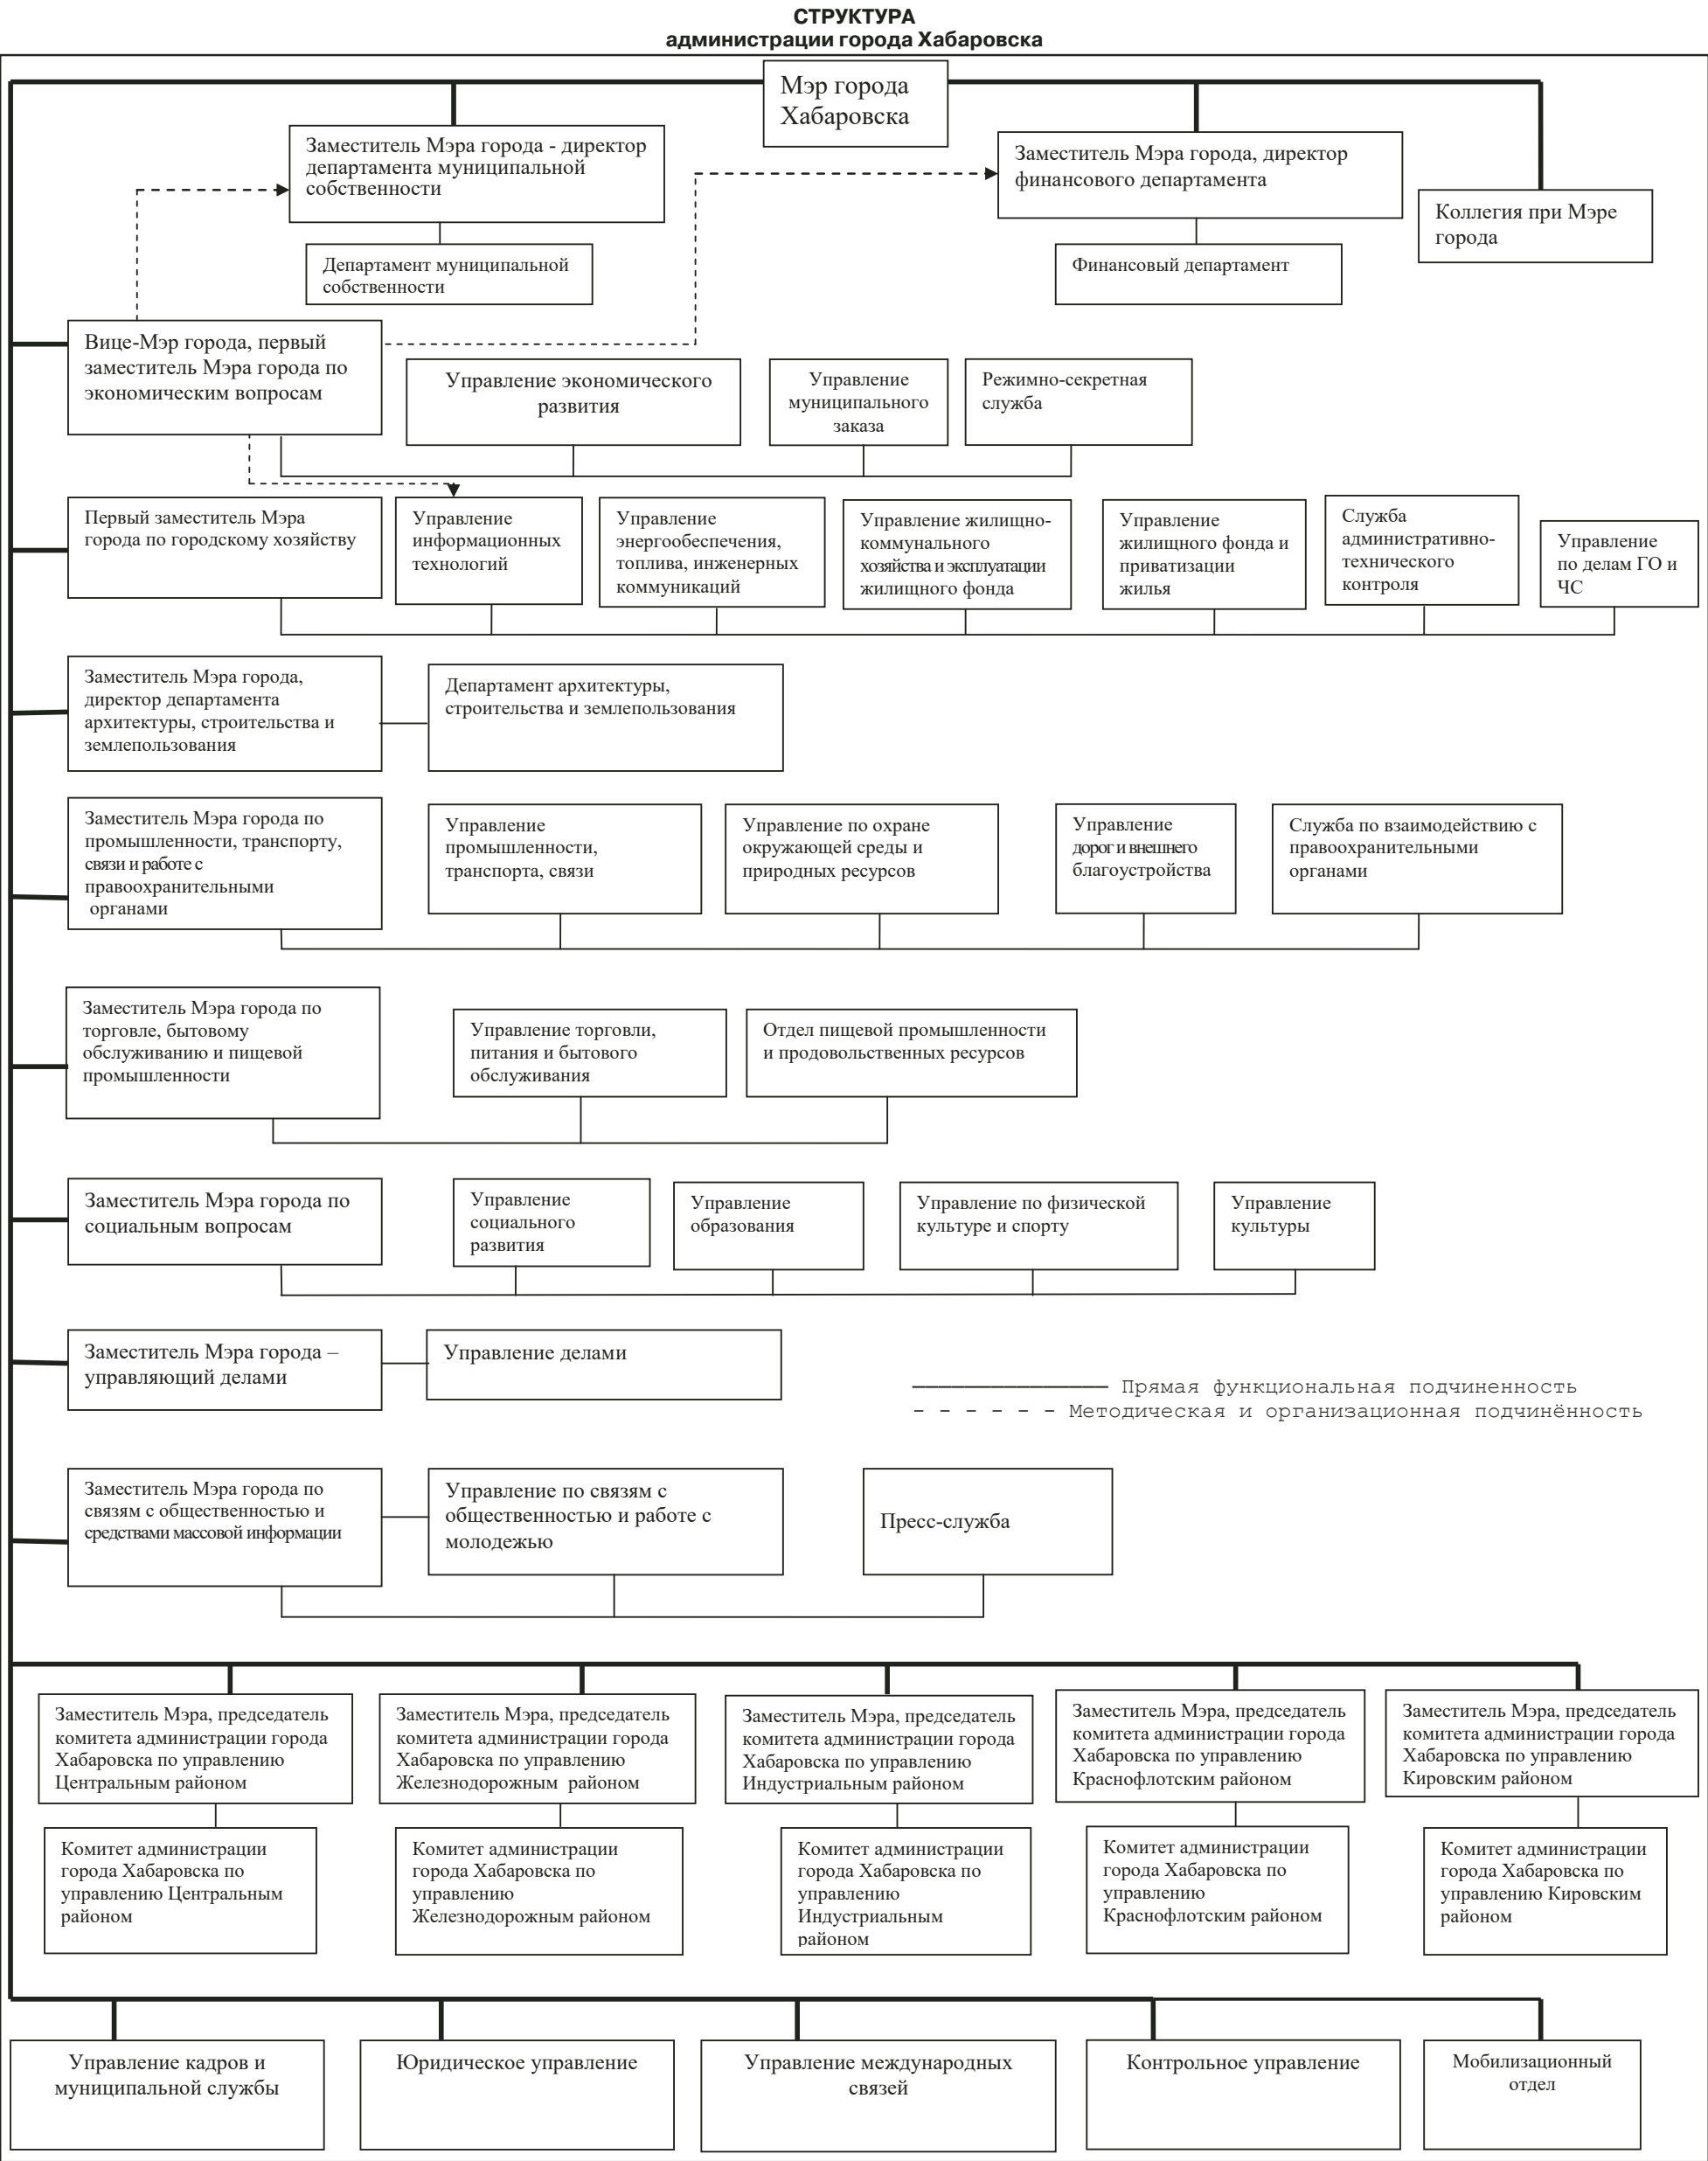 СТРУКТУРА
администрации города Хабаровска
Мэр города
Хабаровска
Заместитель Мэра города - директор
департамента муниципальной
собственности
Заместитель Мэра города, директор
финансового департамента
Коллегия при Мэре
города
Департамент муниципальной
собственности
Финансовый департамент
Вице-Мэр города, первый
заместитель Мэра города по
экономическим вопросам
Управление экономического
развития
Управление
муниципального
заказа
Режимно-секретная
служба
Первый заместитель Мэра
города по городскому хозяйству
Управление
информационных
технологий
Управление
энергообеспечения,
топлива, инженерных
коммуникаций
Управление жилищно-
коммунального
хозяйства и эксплуатации
жилищного фонда
Управление
жилищного фонда и
приватизации
жилья
Служба
административно-
технического
контроля
Управление
по делам ГО и
ЧС
Заместитель Мэра города,
директор департамента
архитектуры, строительства и
землепользования
Департамент архитектуры,
строительства и землепользования
Заместитель Мэра города по
промышленности, транспорту,
связи и работе с
правоохранительными
органами
Управление
промышленности,
транспорта, связи
Управление по охране
окружающей среды и
природных ресурсов
Управление
дорог и внешнего
благоустройства
Служба по взаимодействию с
правоохранительными
органами
Заместитель Мэра города по
торговле, бытовому
обслуживанию и пищевой
промышленности
Управление торговли,
питания и бытового
обслуживания
Отдел пищевой промышленности
и продовольственных ресурсов
Заместитель Мэра города по
социальным вопросам
Управление
социального
развития
Управление
образования
Управление по физической
культуре и спорту
Управление
культуры
Заместитель Мэра города –
управляющий делами
Управление делами
Прямая функциональная подчиненность
Методическая и организационная подчинённость
Заместитель Мэра города по
связям с общественностью и
средствами массовой информации
Управление по связям с
общественностью и работе с
молодежью
Пресс-служба
Заместитель Мэра, председатель
комитета администрации города
Хабаровска по управлению
Центральным районом
Заместитель Мэра, председатель
комитета администрации города
Хабаровска по управлению
Железнодорожным районом
Заместитель Мэра, председатель
комитета администрации города
Хабаровска по управлению
Индустриальным районом
Заместитель Мэра, председатель
комитета администрации города
Хабаровска по управлению
Краснофлотским районом
Заместитель Мэра, председатель
комитета администрации города
Хабаровска по управлению
Кировским районом
Комитет администрации
города Хабаровска по
управлению Центральным
районом
Комитет администрации
города Хабаровска по
управлению
Железнодорожным районом
Комитет администрации
города Хабаровска по
управлению
Индустриальным
районом
Комитет администрации
города Хабаровска по
управлению
Краснофлотским районом
Комитет администрации
города Хабаровска по
управлению Кировским
районом
Управление кадров и
муниципальной службы
Юридическое управление
Управление международных
связей
Контрольное управление
Мобилизационный
отдел